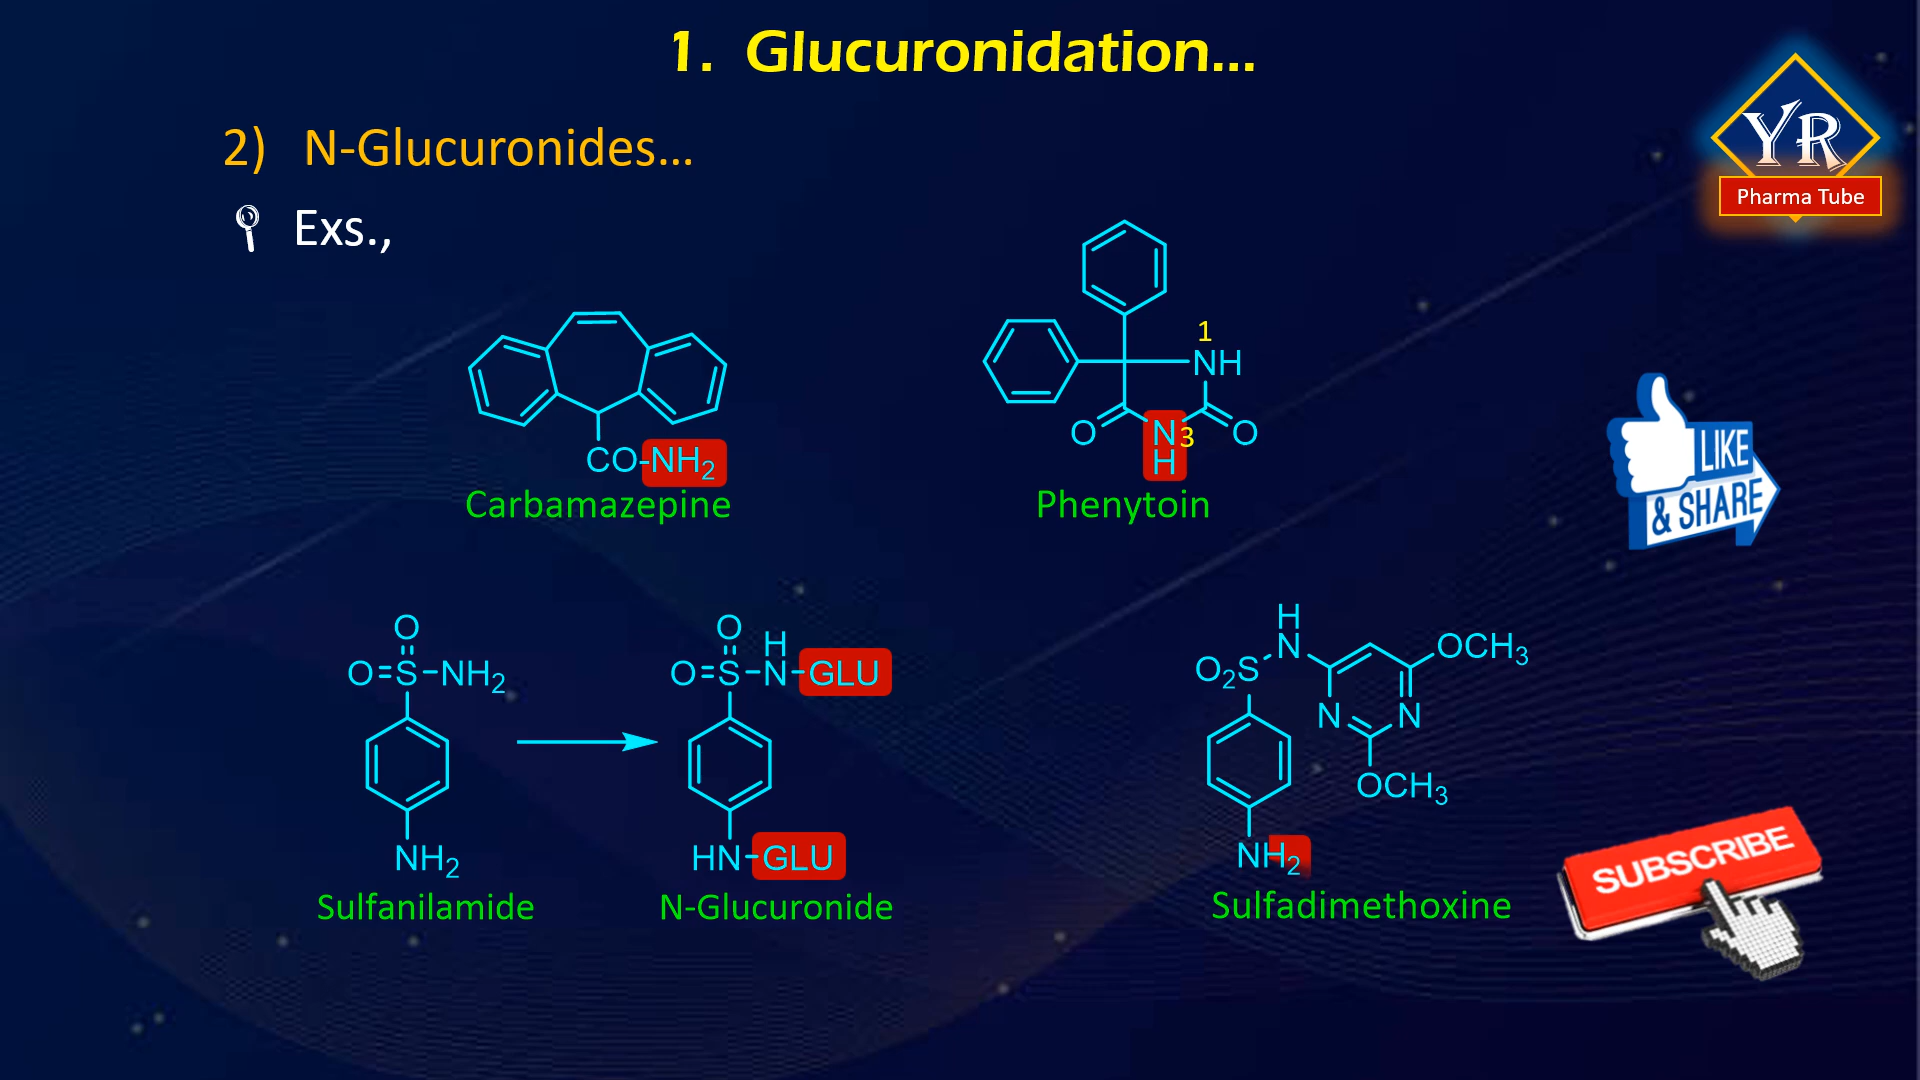 1. Glucuronidation...
YR
Pharma Tube
2) N-Glucuronides...
Exs.,
1
NH
O
N 3
H
O
CO-NH2
Carbamazepine
Phenytoin
LIKE
& SHARE
O
O=S-NH2
NH2
Sulfanilamide
O
H
O=S-N-GLU
HN-GLU
N-Glucuronide
H
N
O2S
OCH3
N
N
OCH3
NH2
Sulfadimethoxine
SUBSCRIBE